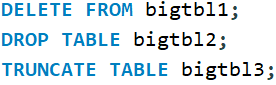 DELETE FROM bigtbl1;
DROP TABLE bigtbl2;
TRUNCATE TABLE bigtbl3;